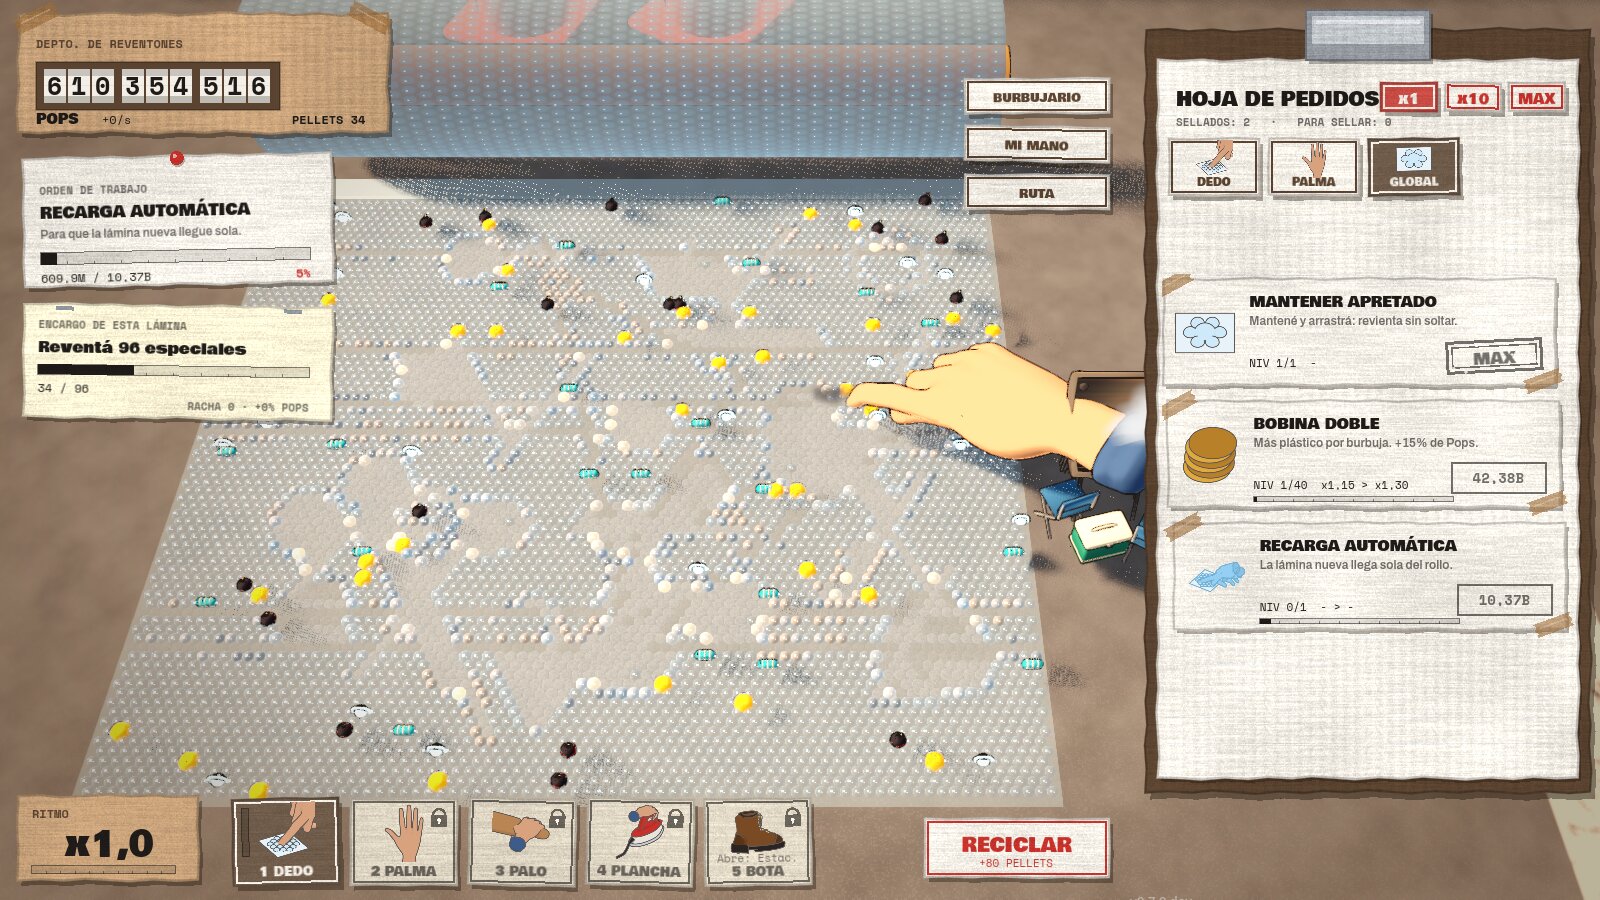 DEPTO. DE REVENTONES
610 354 516
POPS +0/s PELLETS 34
ORDEN DE TRABAJO
RECARGA AUTOMÁTICA
Para que la lámina nueva llegue sola.
609.9M / 10.37B 5%
ENCARGO DE ESTA LÁMINA
Reventá 96 especiales
34 / 96
RACHA 0 · +0% POPS
BURBUJARIO
MI MANO
RUTA
HOJA DE PEDIDOS x1 x10 MAX
SELLADOS: 2 · PARA SELLAR: 0
DEDO PALMA GLOBAL
MANTENER APRETADO
Mantené y arrastrá: revienta sin soltar.
NIV 1/1 - MAX
BOBINA DOBLE
Más plástico por burbuja. +15% de Pops.
NIV 1/40 x1.15 > x1.30 42,38B
RECARGA AUTOMÁTICA
La lámina nueva llega sola del rollo.
NIV 0/1 - > - 10,37B
RITMO
x1,0
1 DEDO
2 PALMA
3 PALO
4 PLANCHA
Abre: Estac.
5 BOTA
RECICLAR
+80 PELLETS